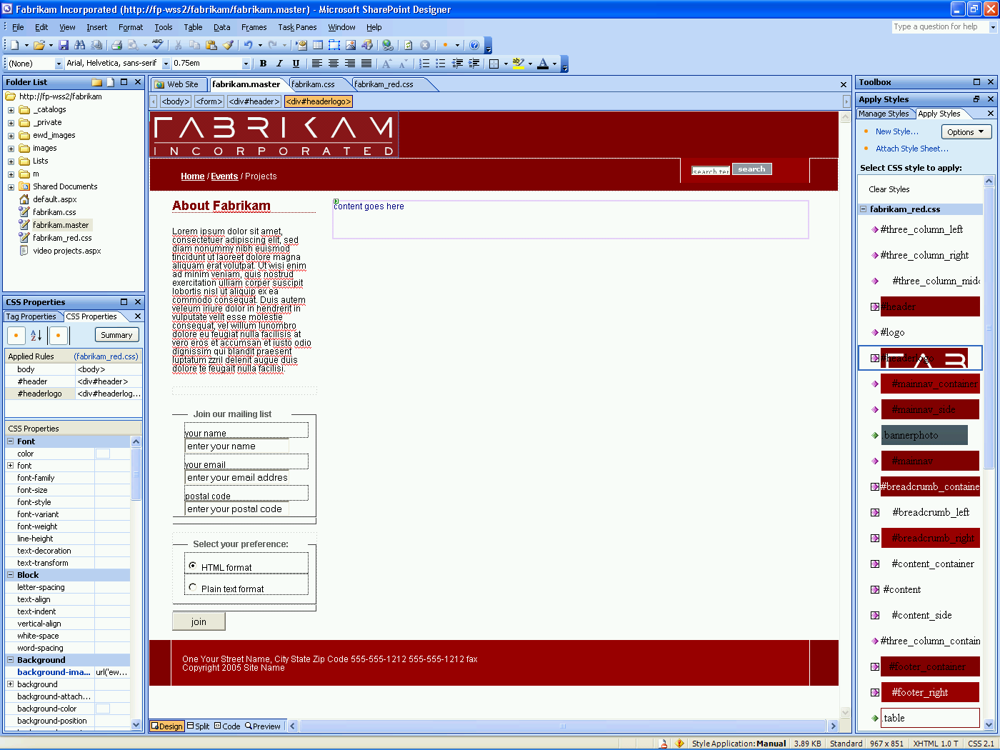 Fabrikam Incorporated (http://fp-wss2/fabrikam/fabrikam.master) - Microsoft SharePoint Designer
File Edit View Insert Format Tools Table Data Frames Task Panes Window Help
Type a question for help
(None) Arial, Helvetica, sans-serif 0.75em B I U
Folder List
http://fp-wss2/fabrikam
_catalogs
_private
ewd_images
images
Lists
m
Shared Documents
default.aspx
fabrikam.css
fabrikam.master
fabrikam_red.css
video projects.aspx
CSS Properties
Tag Properties CSS Properties
Summary
Applied Rules (fabrikam_red.css)
body <body>
#header <div#header>
#headerlogo <div#headerlog...
CSS Properties
Font
color
font
font-family
font-size
font-style
font-variant
font-weight
line-height
text-decoration
text-transform
Block
letter-spacing
text-align
text-indent
vertical-align
white-space
word-spacing
Background
background-ima... url('ew...
background
background-attach...
background-color
background-position
Web Site fabrikam.master fabrikam.css fabrikam_red.css
<body> <form> <div#header> <div#headerlogo>
FABRIKAM
INCORPORATED
Home / Events / Projects
search ter search
About Fabrikam
Lorem ipsum dolor sit amet,
consectetuer adipiscing elit, sed
diam nonummy nibh euismod
tincidunt ut laoreet dolore magna
aliquam erat volutpat. Ut wisi enim
ad minim veniam, quis nostrud
exercitation ulliam corper suscipit
lobortis nisl ut aliquip ex ea
commodo consequat. Duis autem
veleum iriure dolor in hendrerit in
vulputate velit esse molestie
consequat, vel willum lunombro
dolore eu feugiat nulla facilisis at
vero eros et accumsan et iusto odio
dignissim qui blandit praesent
luptatum zzril delenit augue duis
dolore te feugait nulla facilisi.
content goes here
Join our mailing list
your name
enter your name
your email
enter your email addres
postal code
enter your postal code
Select your preference:
HTML format
Plain text format
join
One Your Street Name, City State Zip Code 555-555-1212 555-555-1212 fax
Copyright 2005 Site Name
Design Split Code Preview
Toolbox
Apply Styles
Manage Styles Apply Styles
New Style...
Options
Attach Style Sheet...
Select CSS style to apply:
Clear Styles
fabrikam_red.css
#three_column_left
#three_column_right
#three_column_midd
#header
#logo
#headerlogo
#mainnav_container
#mainnav_side
.bannerphoto
#mainnav
#breadcrumb_containe
#breadcrumb_left
#breadcrumb_right
#content_container
#content
#content_side
#three_column_contain
#footer_container
#footer_right
.table
Style Application: Manual 3.89 KB Standard 967 x 851 XHTML 1.0 T CSS 2.1